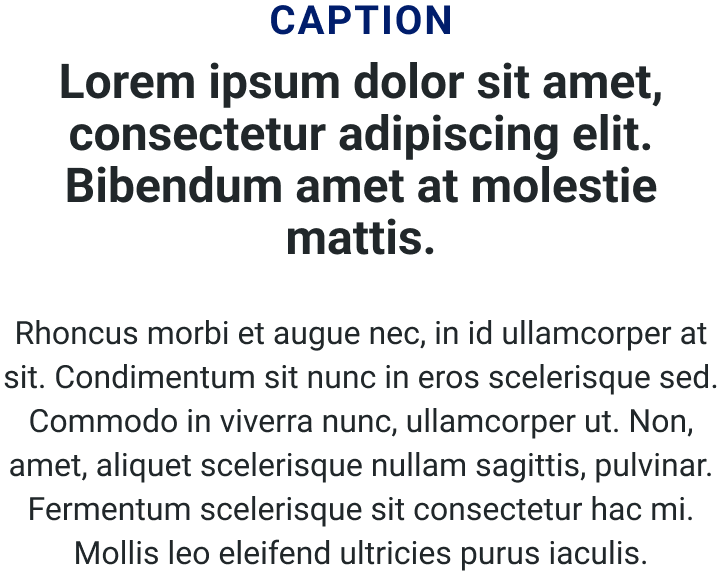 CAPTION
Lorem ipsum dolor sit amet,
consectetur adipiscing elit.
Bibendum amet at molestie
mattis.
Rhoncus morbi et augue nec, in id ullamcorper at
sit. Condimentum sit nunc in eros scelerisque sed.
Commodo in viverra nunc, ullamcorper ut. Non,
amet, aliquet scelerisque nullam sagittis, pulvinar.
Fermentum scelerisque sit consectetur hac mi.
Mollis leo eleifend ultricies purus iaculis.